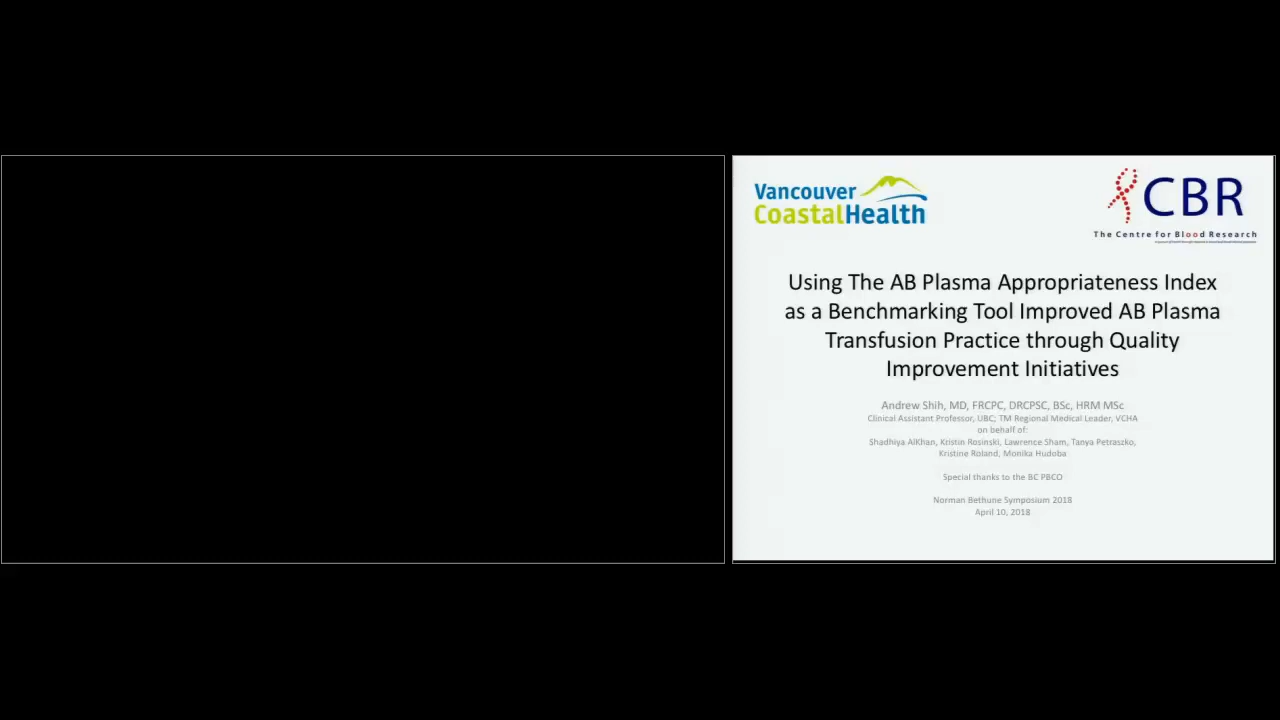 Vancouver
CoastalHealth
CBR
The Centre for Blood Research
Using The AB Plasma Appropriateness Index
as a Benchmarking Tool Improved AB Plasma
Transfusion Practice through Quality
Improvement Initiatives
Andrew Shih, MD, FRCPC, DRCPSC, BSc, HRM MSc
Clinical Assistant Professor, UBC; TM Regional Medical Leader, VCHA
on behalf of:
Shadhiya AlKhan, Kristin Rosinski, Lawrence Sham, Tanya Petraszko,
Kristine Roland, Monika Hudoba
Special thanks to the BC PBCO
Norman Bethune Symposium 2018
April 10, 2018